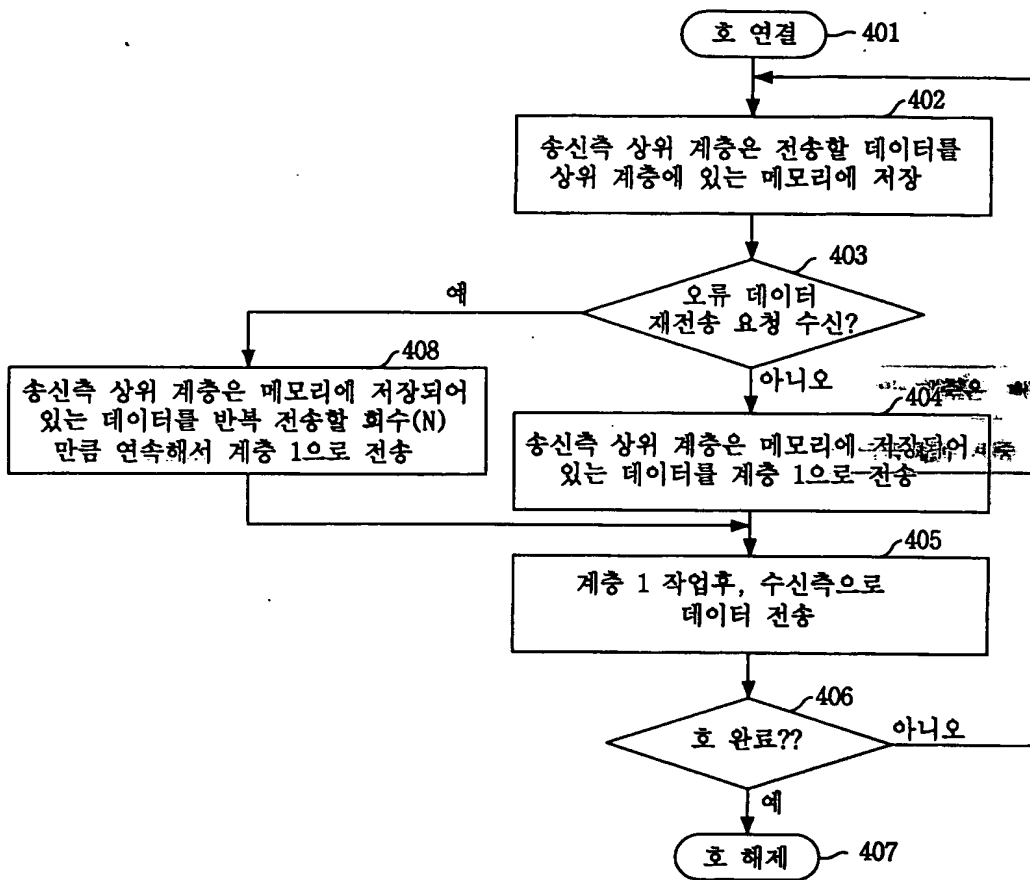 호 연결
401
402
송신측 상위 계층은 전송할 데이터를
상위 계층에 있는 메모리에 저장
403
오류 데이터
재전송 요청 수신?
예
아니오
408
송신측 상위 계층은 메모리에 저장되어
있는 데이터를 반복 전송할 회수(N)
만큼 연속해서 계층 1으로 전송
404
송신측 상위 계층은 메모리에 저장되어
있는 데이터를 계층 1으로 전송
405
계층 1 작업후, 수신측으로
데이터 전송
406
호 완료??
아니오
예
호 해제
407